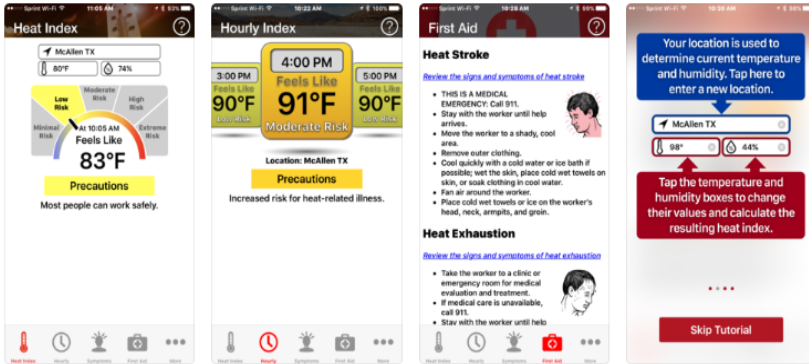 Sprint Wi-Fi
11:05 AM
93%
Heat Index
?
McAllen TX
80°F
74%
Minimal
Risk
Low
Risk
Moderate
Risk
High
Risk
Extreme
Risk
At 10:05 AM
Feels Like
83°F
Precautions
Most people can work safely.
Heat Index
Hourly
Symptoms
First Aid
More
Sprint Wi-Fi
10:22 AM
100%
Hourly Index
?
3:00 PM
Feels Like
90°F
Low Risk
4:00 PM
Feels Like
91°F
Moderate Risk
5:00 PM
Feels Like
90°F
Low Risk
Location: McAllen TX
Precautions
Increased risk for heat-related illness.
Heat Index
Hourly
Symptoms
First Aid
More
Sprint Wi-Fi
10:28 AM
99%
First Aid
?
Heat Stroke
Review the signs and symptoms of heat stroke
• THIS IS A MEDICAL
EMERGENCY: Call 911.
• Stay with the worker until help
arrives.
• Move the worker to a shady, cool
area.
• Remove outer clothing.
• Cool quickly with a cold water or ice bath if
possible; wet the skin, place cold wet towels on
skin, or soak clothing in cool water.
• Fan air around the worker.
• Place cold wet towels or ice on the worker's
head, neck, armpits, and groin.
Heat Exhaustion
Review the signs and symptoms of heat exhaustion
• Take the worker to a clinic or
emergency room for medical
evaluation and treatment.
• If medical care is unavailable,
call 911.
• Stay with the worker until help
Heat Index
Hourly
Symptoms
First Aid
More
Sprint Wi-Fi
98%
Your location is used to
determine current temperature
and humidity. Tap here to
enter a new location.
McAllen TX
98°
44%
Tap the temperature and
humidity boxes to change
their values and calculate the
resulting heat index.
Skip Tutorial